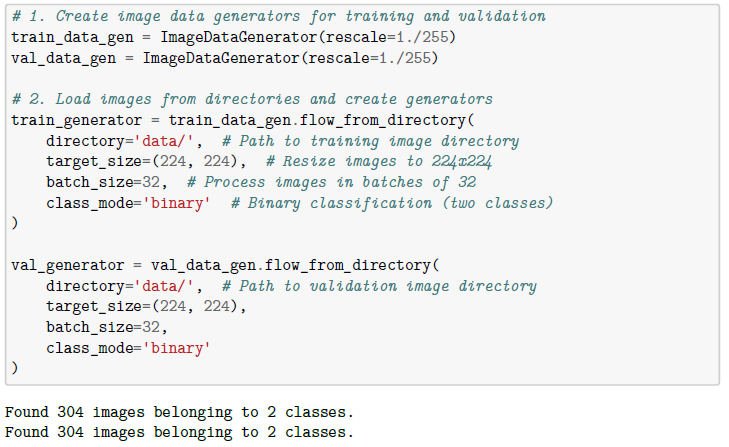 # 1. Create image data generators for training and validation
train_data_gen = ImageDataGenerator(rescale=1./255)
val_data_gen = ImageDataGenerator(rescale=1./255)

# 2. Load images from directories and create generators
train_generator = train_data_gen.flow_from_directory(
    directory='data/',  # Path to training image directory
    target_size=(224, 224),  # Resize images to 224x224
    batch_size=32,  # Process images in batches of 32
    class_mode='binary'  # Binary classification (two classes)
)

val_generator = val_data_gen.flow_from_directory(
    directory='data/',  # Path to validation image directory
    target_size=(224, 224),
    batch_size=32,
    class_mode='binary'
)

Found 304 images belonging to 2 classes.
Found 304 images belonging to 2 classes.